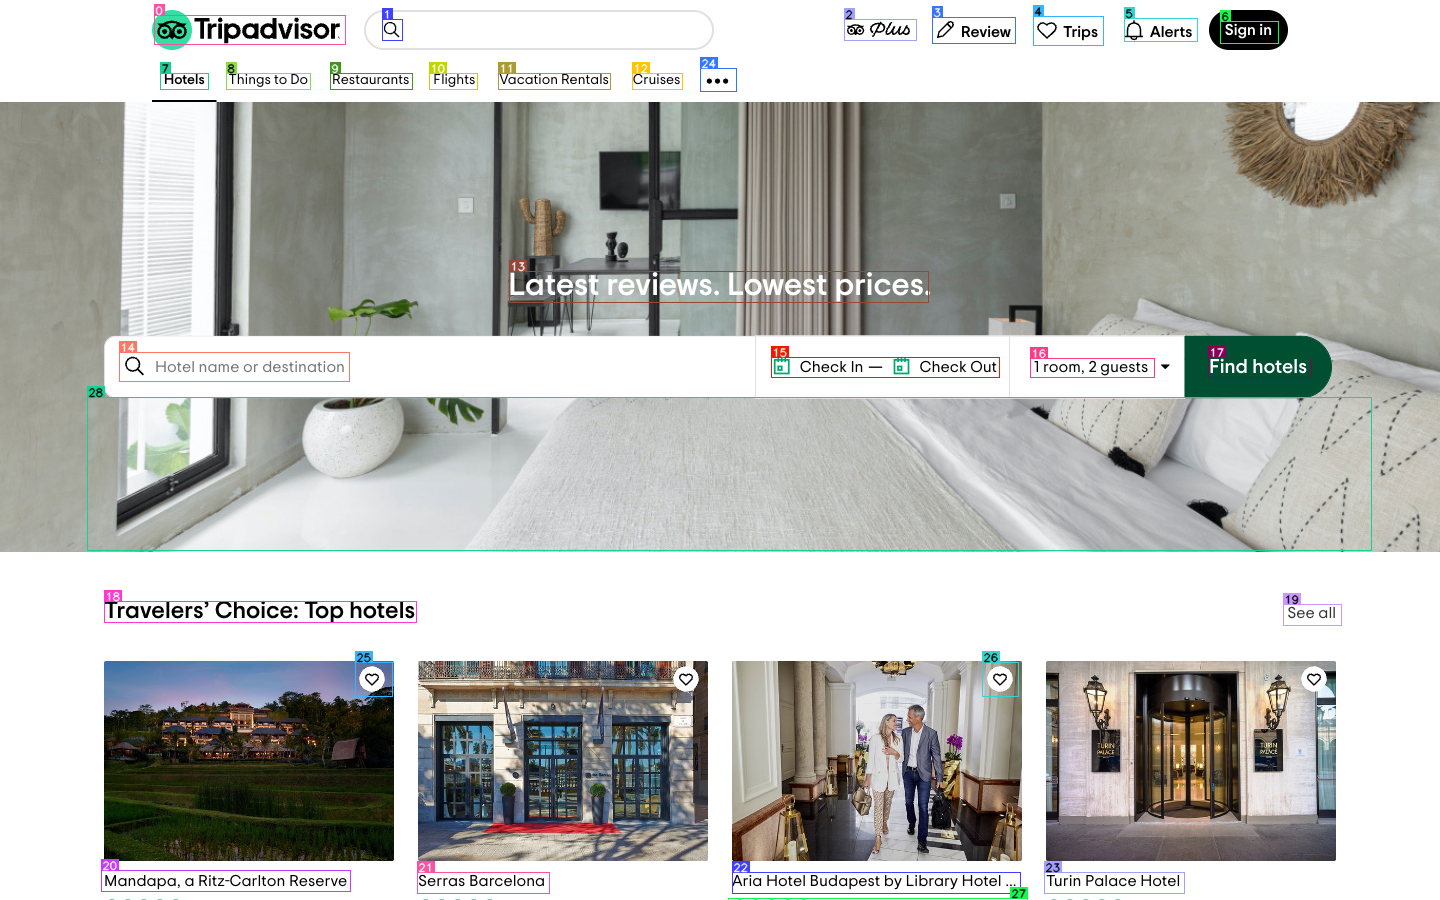 0
Tripadvisor
1
2
Plus
3
Review
4
Trips
5
Alerts
6
Sign in
7
Hotels
8
Things to Do
9
Restaurants
10
Flights
11
Vacation Rentals
12
Cruises
24
13
Latest reviews. Lowest prices.
14
Hotel name or destination
15
Check In — Check Out
16
1 room, 2 guests
17
Find hotels
28
18
Travelers’ Choice: Top hotels
19
See all
25
26
TURIN
PALACE
TURIN
PALACE
20
Mandapa, a Ritz-Carlton Reserve
21
Serras Barcelona
22
Aria Hotel Budapest by Library Hotel ...
23
Turin Palace Hotel
27